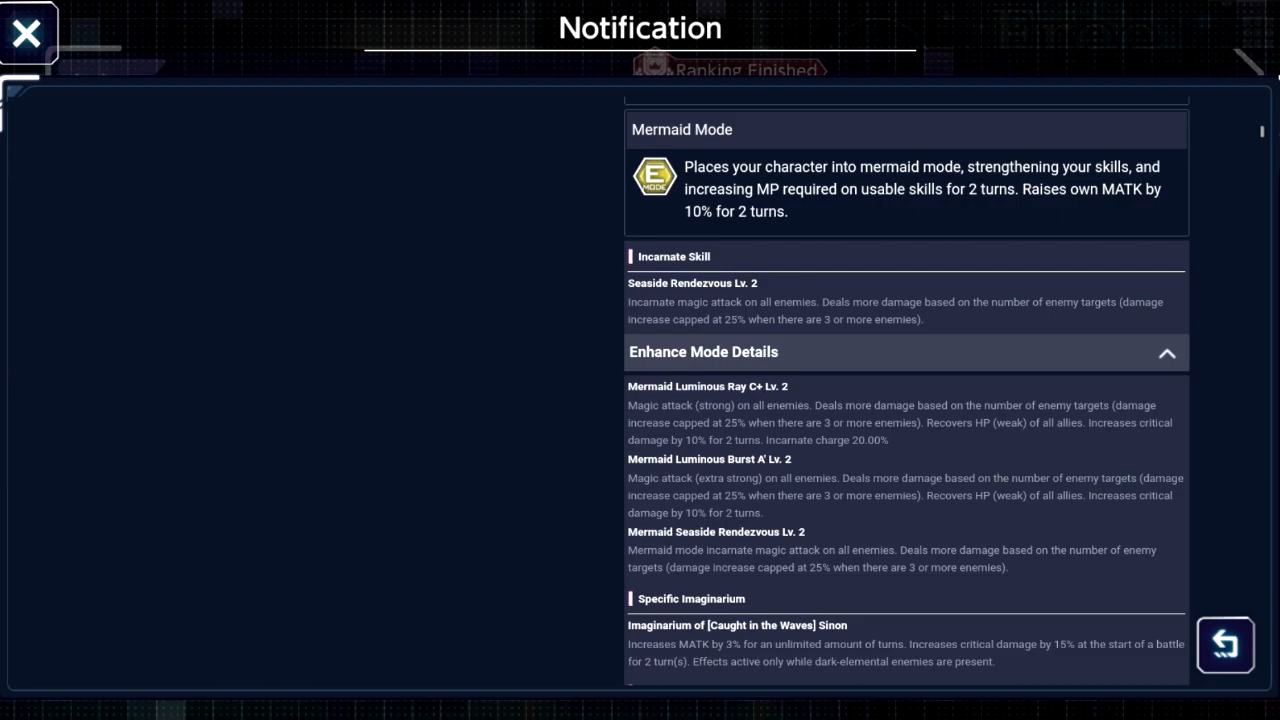 Notification
Ranking Finished
Mermaid Mode
E
MODE
Places your character into mermaid mode, strengthening your skills, and
increasing MP required on usable skills for 2 turns. Raises own MATK by
10% for 2 turns.
Incarnate Skill
Seaside Rendezvous Lv. 2
Incarnate magic attack on all enemies. Deals more damage based on the number of enemy targets (damage
increase capped at 25% when there are 3 or more enemies).
Enhance Mode Details
Mermaid Luminous Ray C+ Lv. 2
Magic attack (strong) on all enemies. Deals more damage based on the number of enemy targets (damage
increase capped at 25% when there are 3 or more enemies). Recovers HP (weak) of all allies. Increases critical
damage by 10% for 2 turns. Incarnate charge 20.00%
Mermaid Luminous Burst A' Lv. 2
Magic attack (extra strong) on all enemies. Deals more damage based on the number of enemy targets (damage
increase capped at 25% when there are 3 or more enemies). Recovers HP (weak) of all allies. Increases critical
damage by 10% for 2 turns.
Mermaid Seaside Rendezvous Lv. 2
Mermaid mode incarnate magic attack on all enemies. Deals more damage based on the number of enemy
targets (damage increase capped at 25% when there are 3 or more enemies).
Specific Imaginarium
Imaginarium of [Caught in the Waves] Sinon
Increases MATK by 3% for an unlimited amount of turns. Increases critical damage by 15% at the start of a battle
for 2 turn(s). Effects active only while dark-elemental enemies are present.